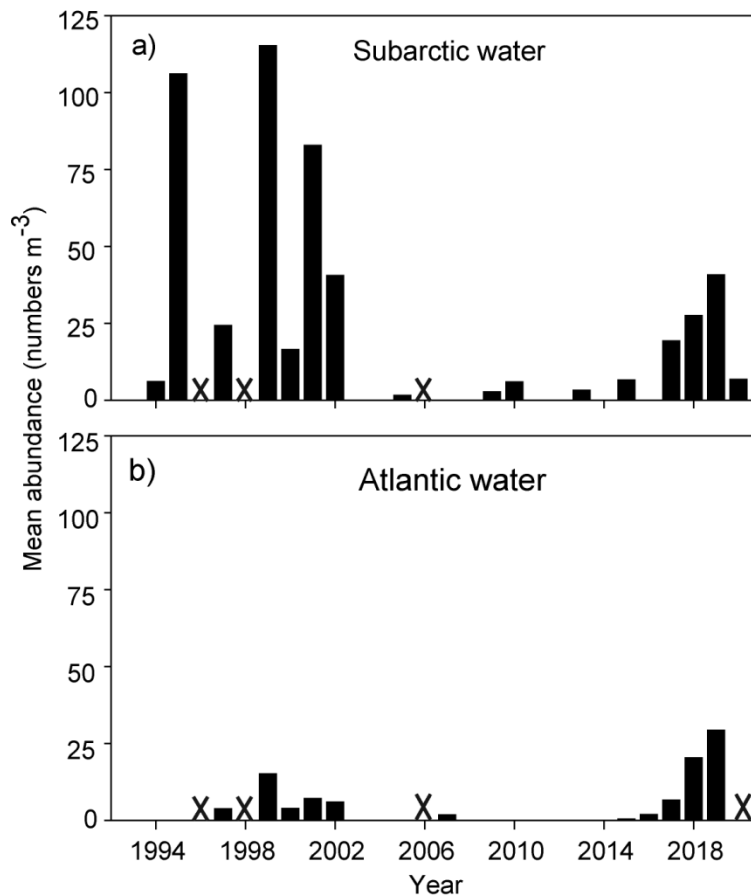 Mean abundance (numbers m⁻³)
a)
Subarctic water
125
100
75
50
25
0
X X X
b)
Atlantic water
125
100
75
50
25
0
X X X X
1994 1998 2002 2006 2010 2014 2018
Year